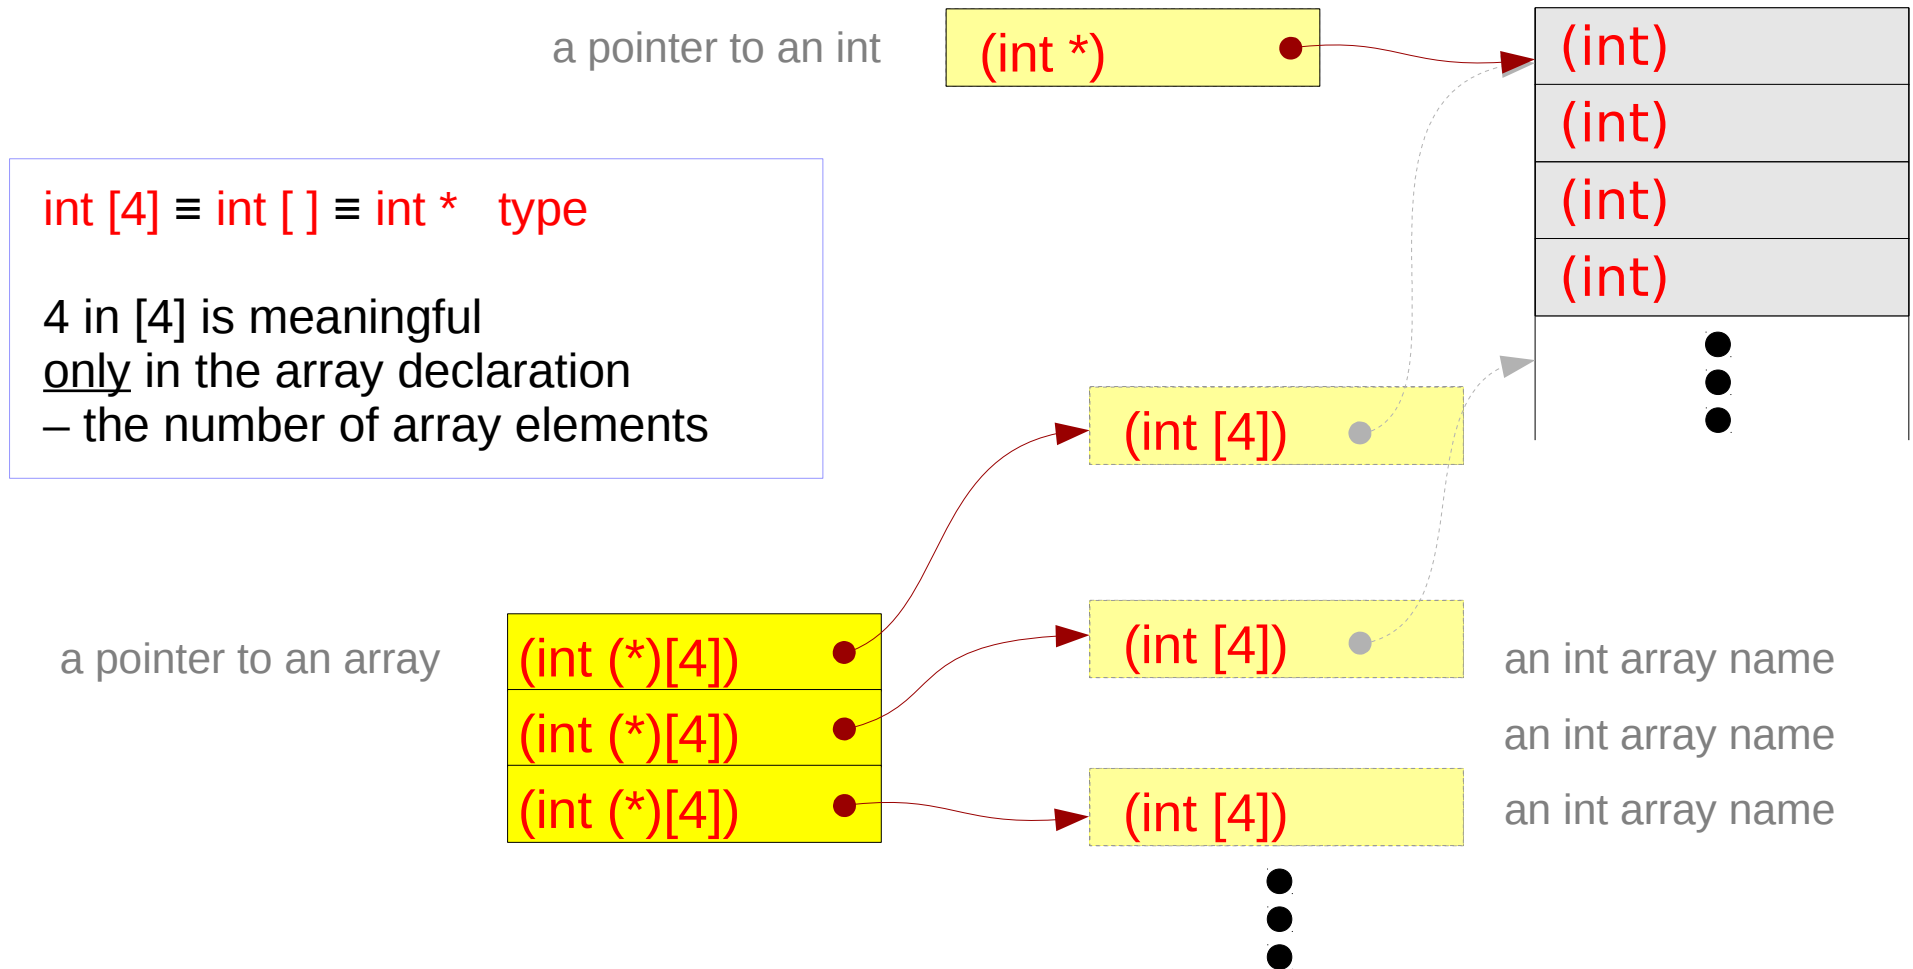 a pointer to an int
(int *)
(int)
(int)
(int)
(int)
int [4] ≡ int [ ] ≡ int * type
4 in [4] is meaningful
only in the array declaration
– the number of array elements
(int [4])
a pointer to an array
(int (*)[4])
(int (*)[4])
(int (*)[4])
(int [4])
an int array name
an int array name
(int [4])
an int array name